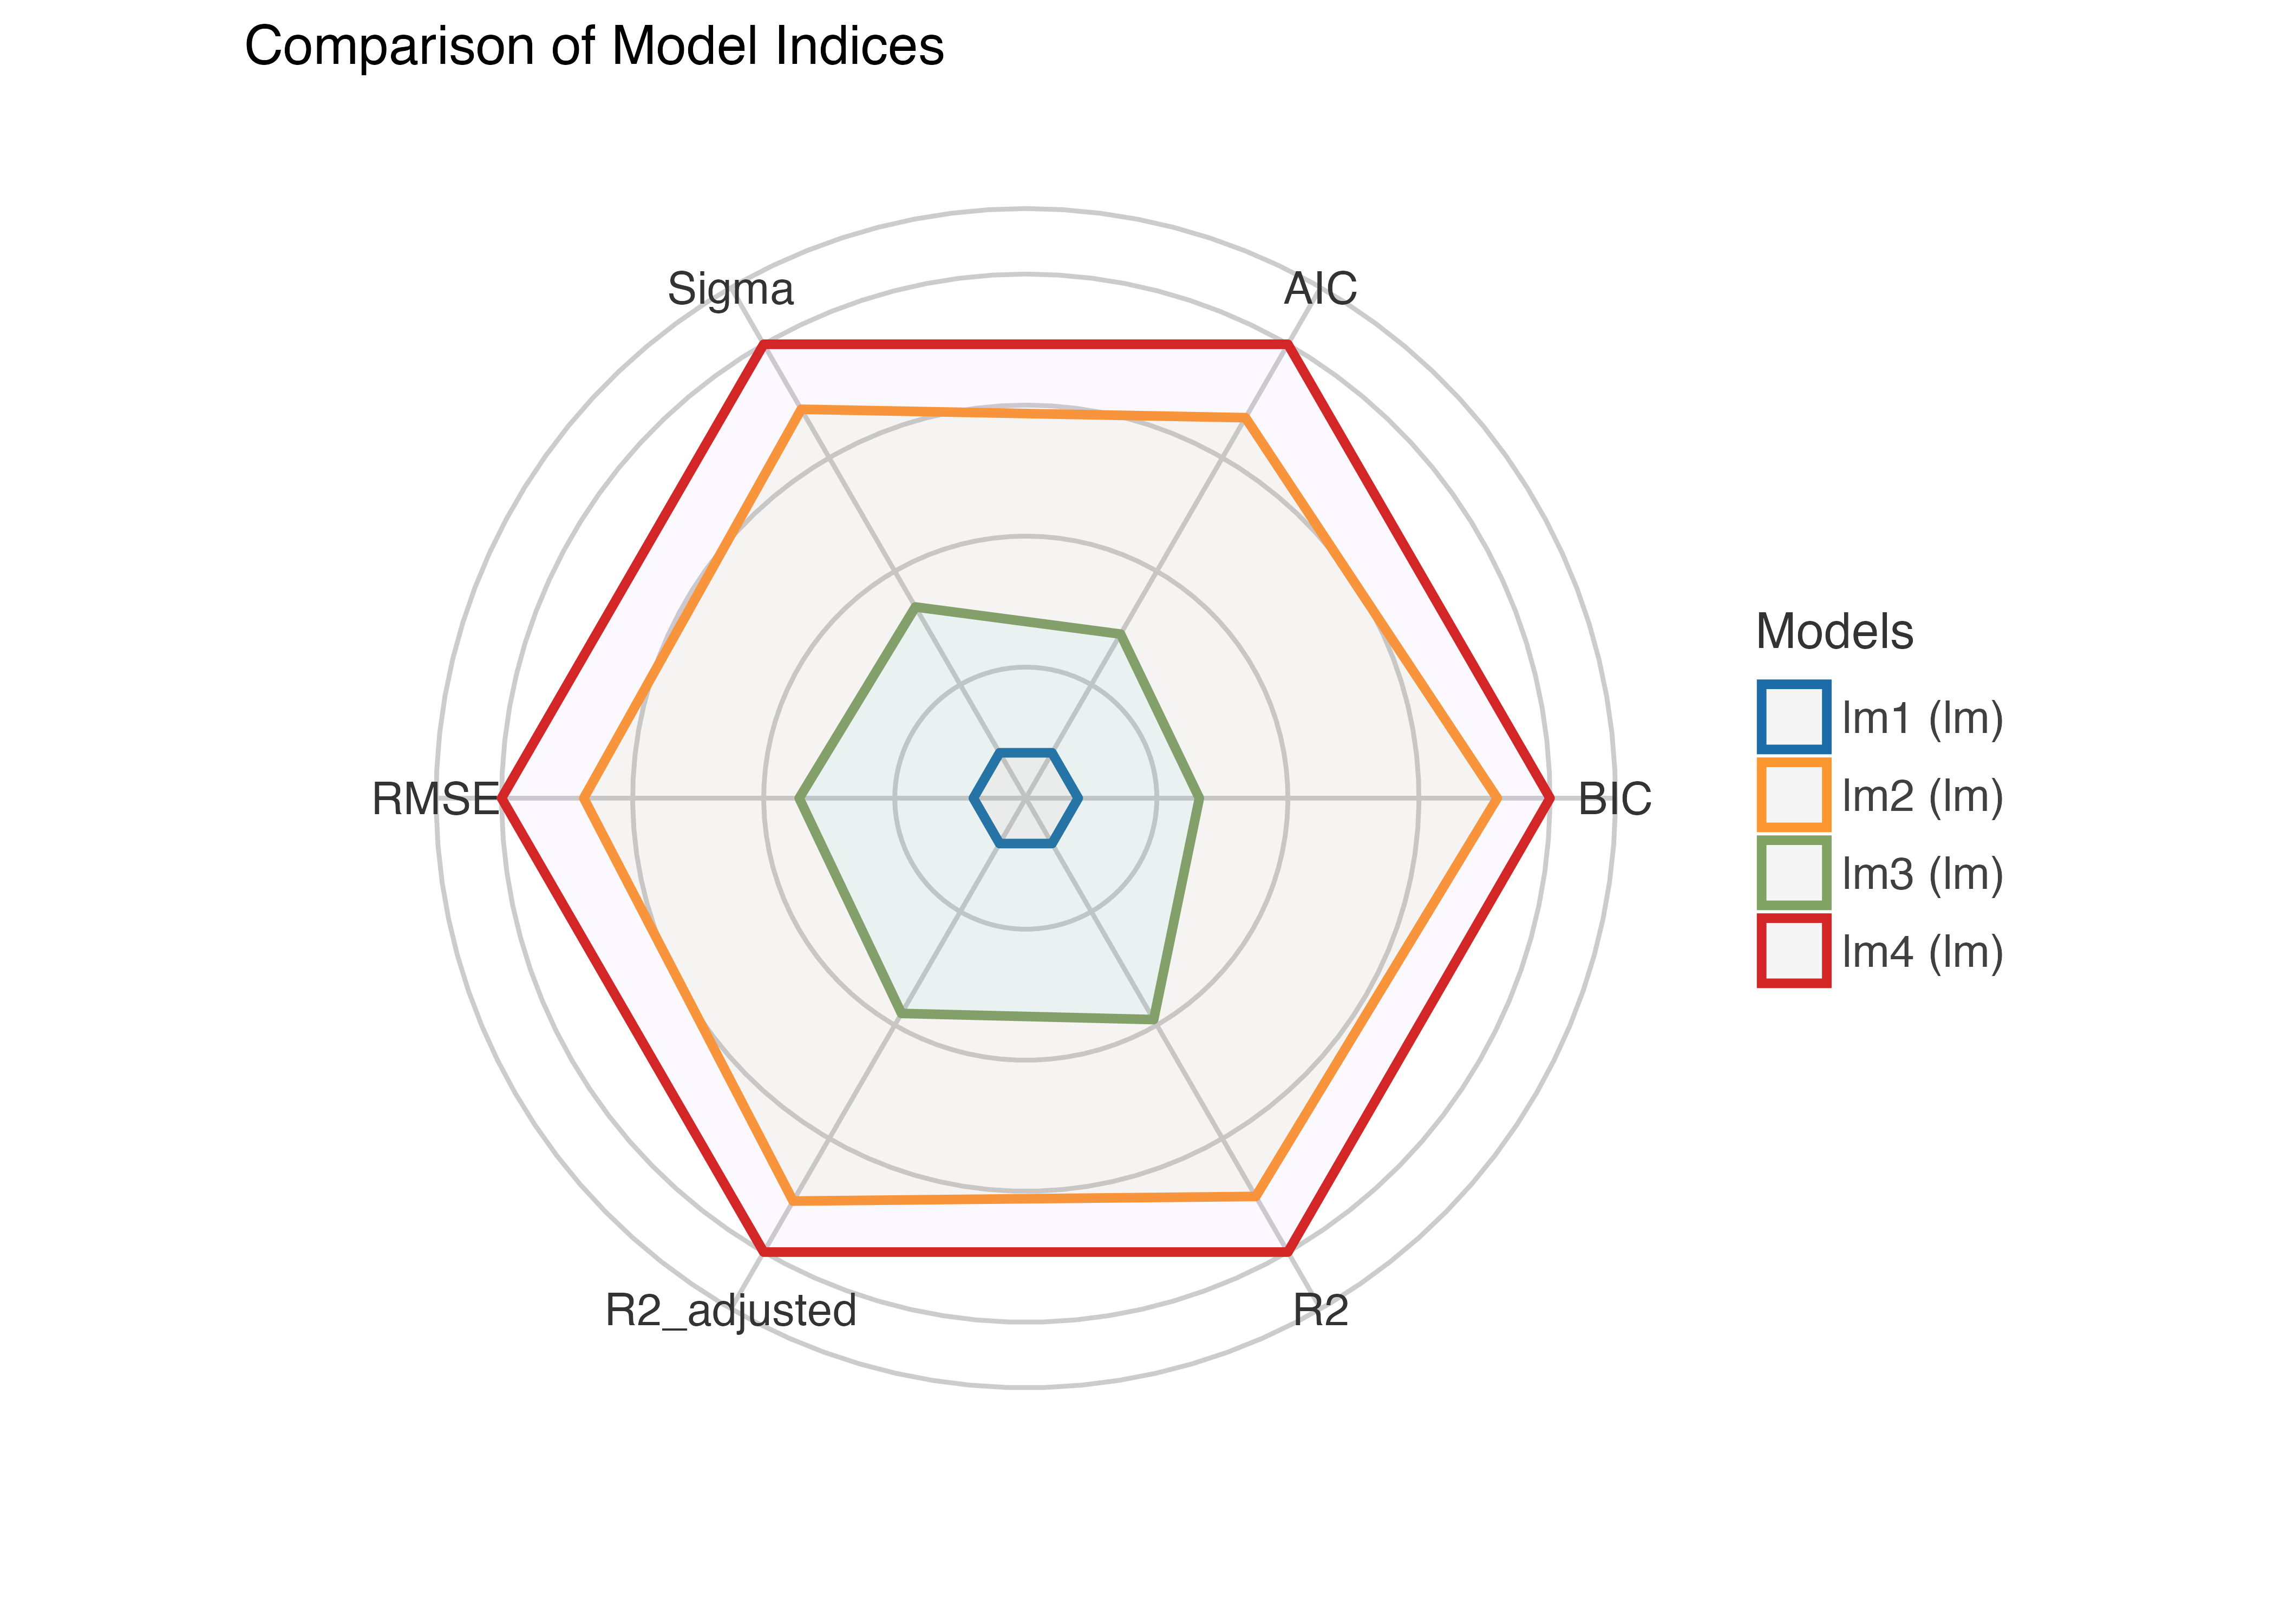 Comparison of Model Indices
Sigma
AIC
RMSE
BIC
R2_adjusted
R2
Models
lm1 (lm)
lm2 (lm)
lm3 (lm)
lm4 (lm)